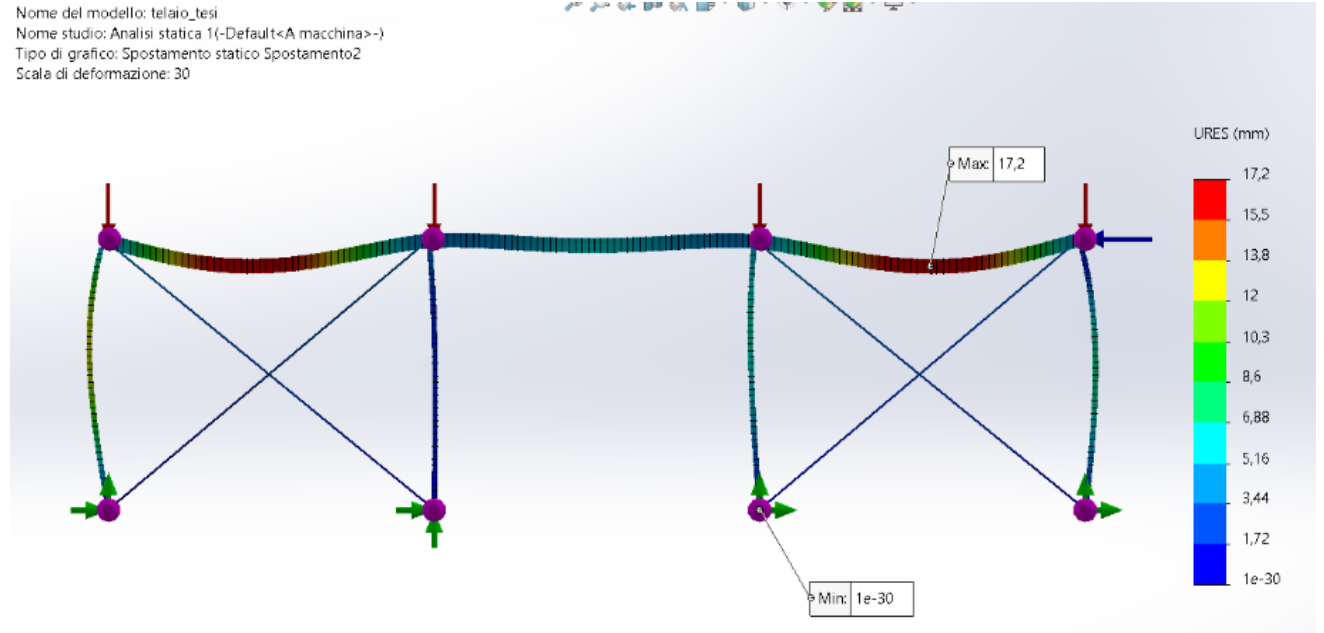 Nome del modello: telaio_tesi
Nome studio: Analisi statica 1(-Default<A macchina>-)
Tipo di grafico: Spostamento statico Spostamento2
Scala di deformazione: 30
URES (mm)
Max: 17,2
17,2
15,5
13,8
12
10,3
8,6
6,88
5,16
3,44
1,72
1e-30
Min: 1e-30